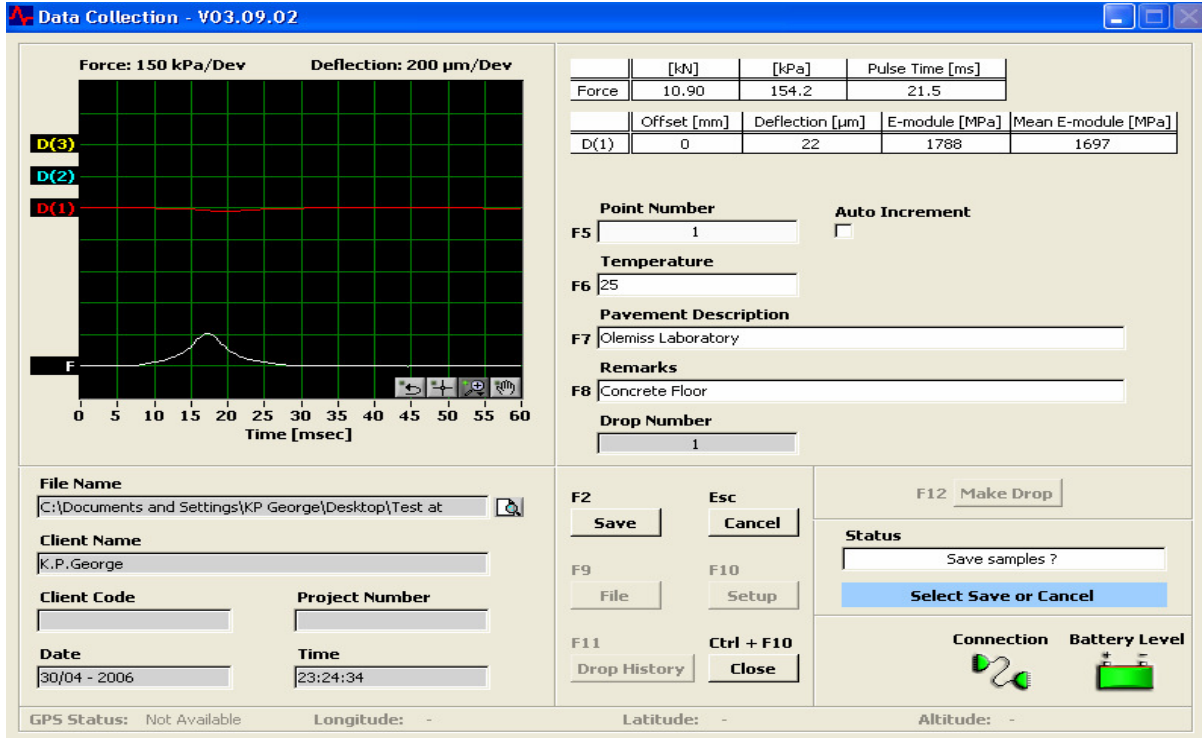 Data Collection - V03.09.02
Force: 150 kPa/Dev Deflection: 200 µm/Dev
D(3)
D(2)
D(1)
F
0 5 10 15 20 25 30 35 40 45 50 55 60
Time [msec]
[kN] [kPa] Pulse Time [ms]
Force 10.90 154.2 21.5
Offset [mm] Deflection [µm] E-module [MPa] Mean E-module [MPa]
D(1) 0 22 1788 1697
Point Number Auto Increment
F5 1
Temperature
F6 25
Pavement Description
F7 Olemiss Laboratory
Remarks
F8 Concrete Floor
Drop Number
1
File Name
C:\Documents and Settings\KP George\Desktop\Test at
Client Name
K.P.George
Client Code Project Number
Date Time
30/04 - 2006 23:24:34
F2 Esc
Save Cancel
F9 F10
File Setup
F11 Ctrl + F10
Drop History Close
F12 Make Drop
Status
Save samples ?
Select Save or Cancel
Connection Battery Level
GPS Status: Not Available Longitude: - Latitude: - Altitude: -